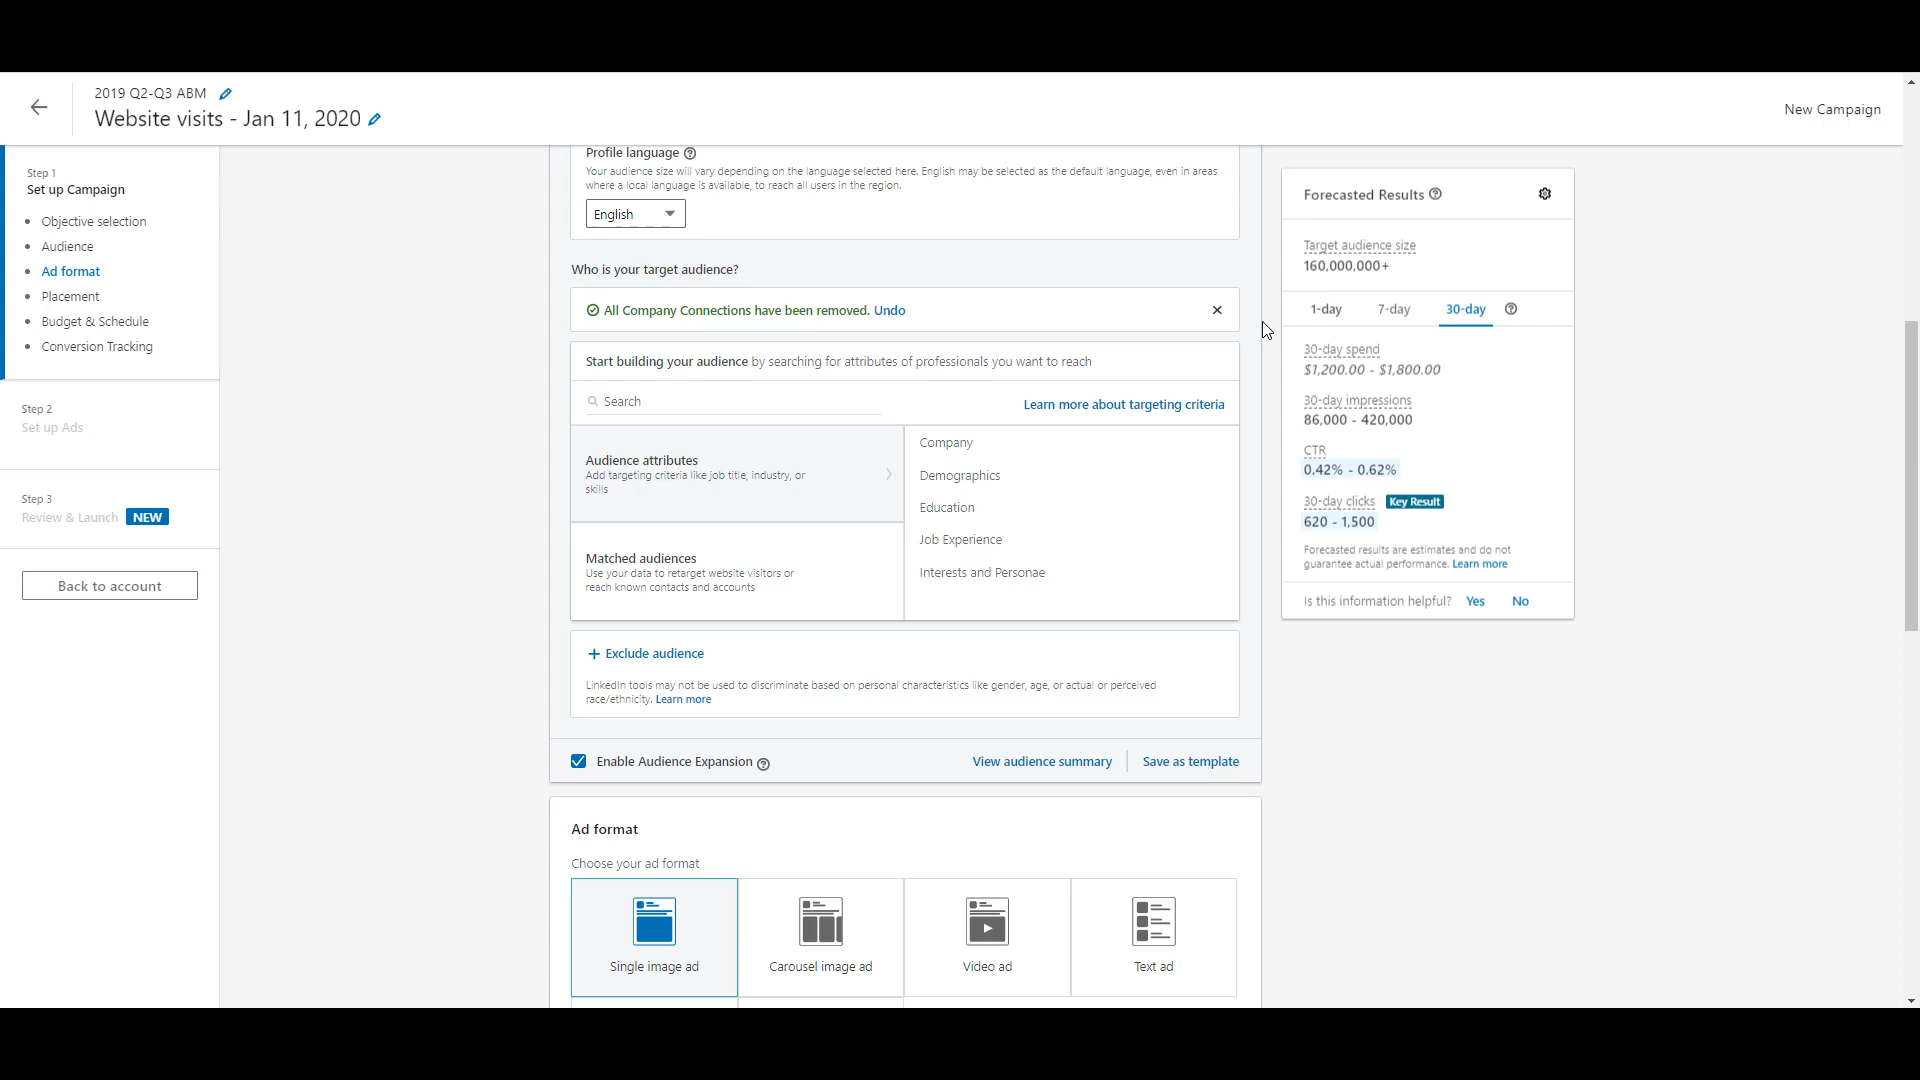 2019 Q2-Q3 ABM
Website visits - Jan 11, 2020
New Campaign
Step 1
Set up Campaign
Objective selection
Audience
Ad format
Placement
Budget & Schedule
Conversion Tracking
Step 2
Set up Ads
Step 3
Review & Launch NEW
Back to account
Profile language
Your audience size will vary depending on the language selected here. English may be selected as the default language, even in areas
where a local language is available, to reach all users in the region.
English
Who is your target audience?
All Company Connections have been removed. Undo
Start building your audience by searching for attributes of professionals you want to reach
Search
Learn more about targeting criteria
Audience attributes
Add targeting criteria like job title, industry, or
skills
Matched audiences
Use your data to retarget website visitors or
reach known contacts and accounts
Company
Demographics
Education
Job Experience
Interests and Personae
+ Exclude audience
LinkedIn tools may not be used to discriminate based on personal characteristics like gender, age, or actual or perceived
race/ethnicity. Learn more
Enable Audience Expansion
View audience summary
Save as template
Ad format
Choose your ad format
Single image ad
Carousel image ad
Video ad
Text ad
Forecasted Results
Target audience size
160,000,000+
1-day 7-day 30-day
30-day spend
$1,200.00 - $1,800.00
30-day impressions
86,000 - 420,000
CTR
0.42% - 0.62%
30-day clicks Key Result
620 - 1,500
Forecasted results are estimates and do not
guarantee actual performance. Learn more
Is this information helpful? Yes No